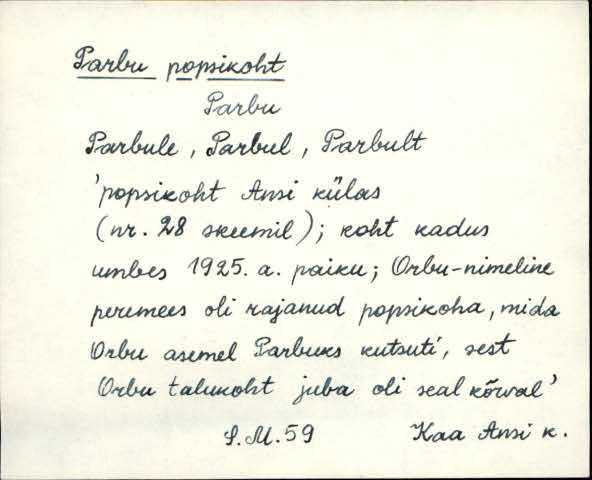 Parbu popsikoht
Parbu
Parbule, Parbul, Parbult
'popsikoht Ansi külas
(nr. 28 skeemil); koht kadus
umbes 1925. a. paiku; Orbu-nimeline
peremees oli rajanud popsikoha, mida
Orbu asemel Parbuks kutsuti, sest
Orbu talukoht juba oli seal kõrval'
S.M.59 Kaa Ansi k.